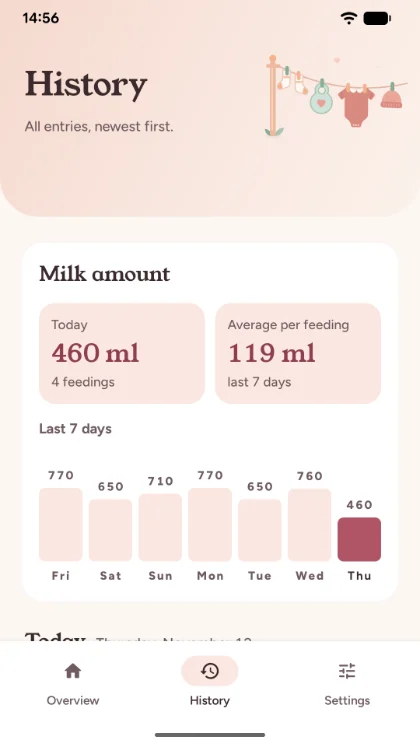 14:56
History
All entries, newest first.
Milk amount
Today
460 ml
4 feedings
Average per feeding
119 ml
last 7 days
Last 7 days
770 650 710 770 650 760 460
Fri Sat Sun Mon Tue Wed Thu
Today
Overview History Settings